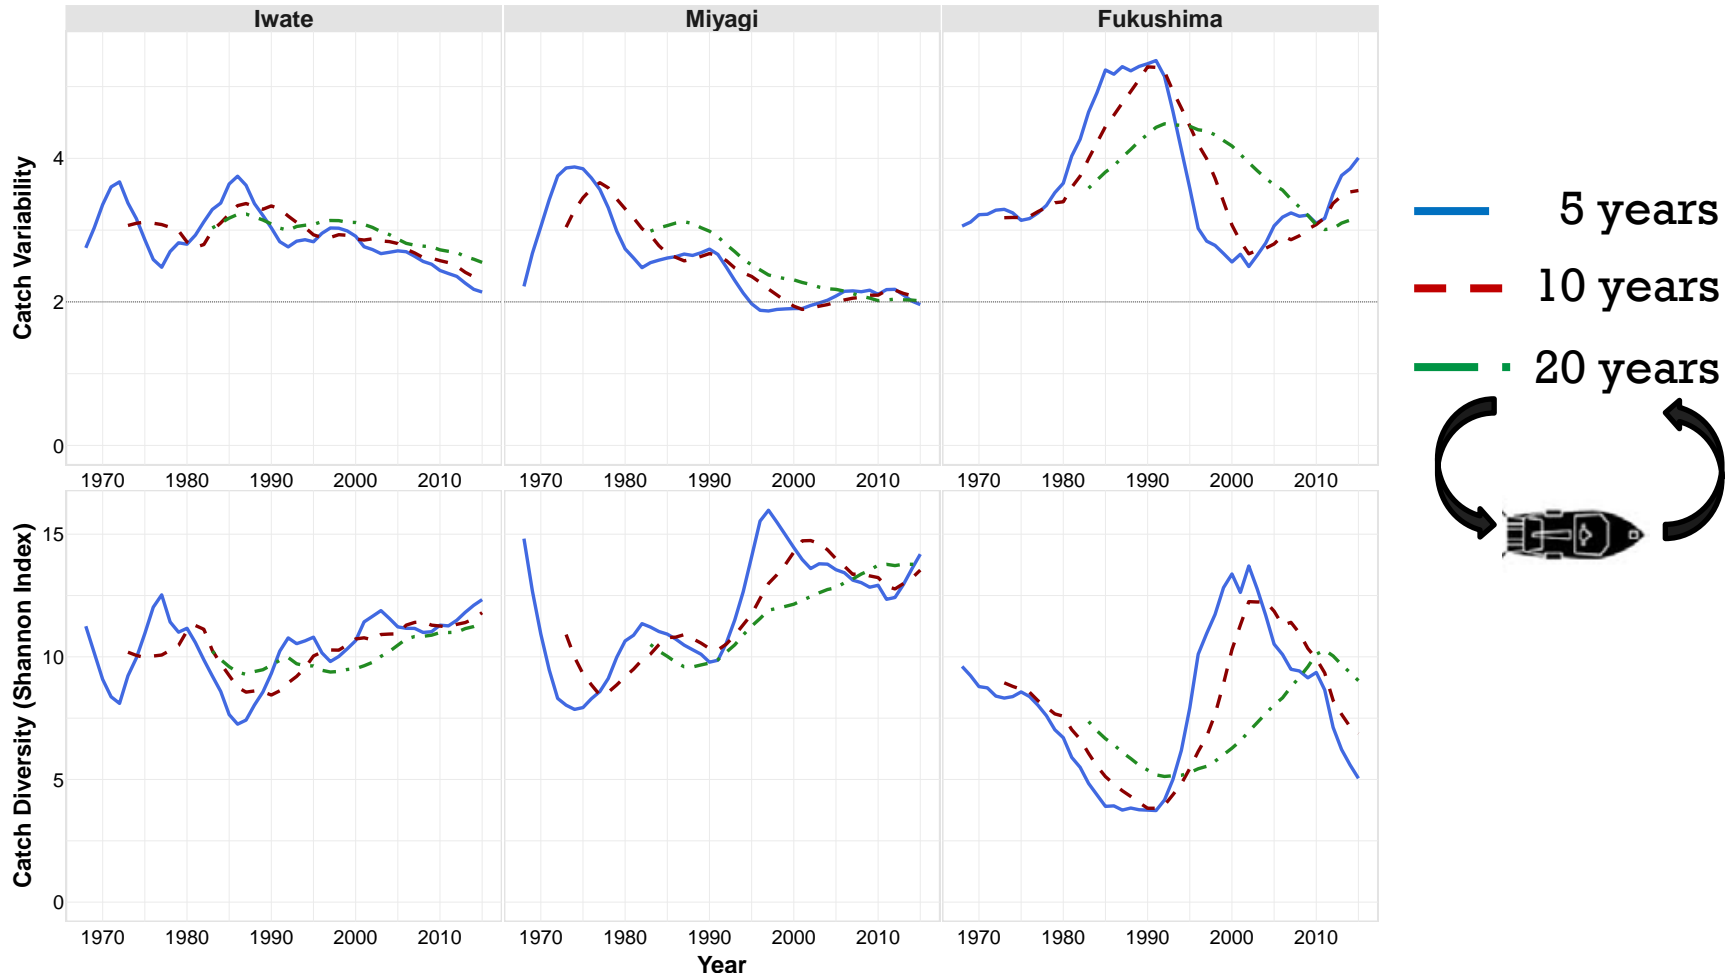 Iwate Miyagi Fukushima
Catch Variability
4
2
0
1970 1980 1990 2000 2010 1970 1980 1990 2000 2010 1970 1980 1990 2000 2010
Catch Diversity (Shannon Index)
15
10
5
0
1970 1980 1990 2000 2010 1970 1980 1990 2000 2010 1970 1980 1990 2000 2010
Year
5 years
10 years
20 years